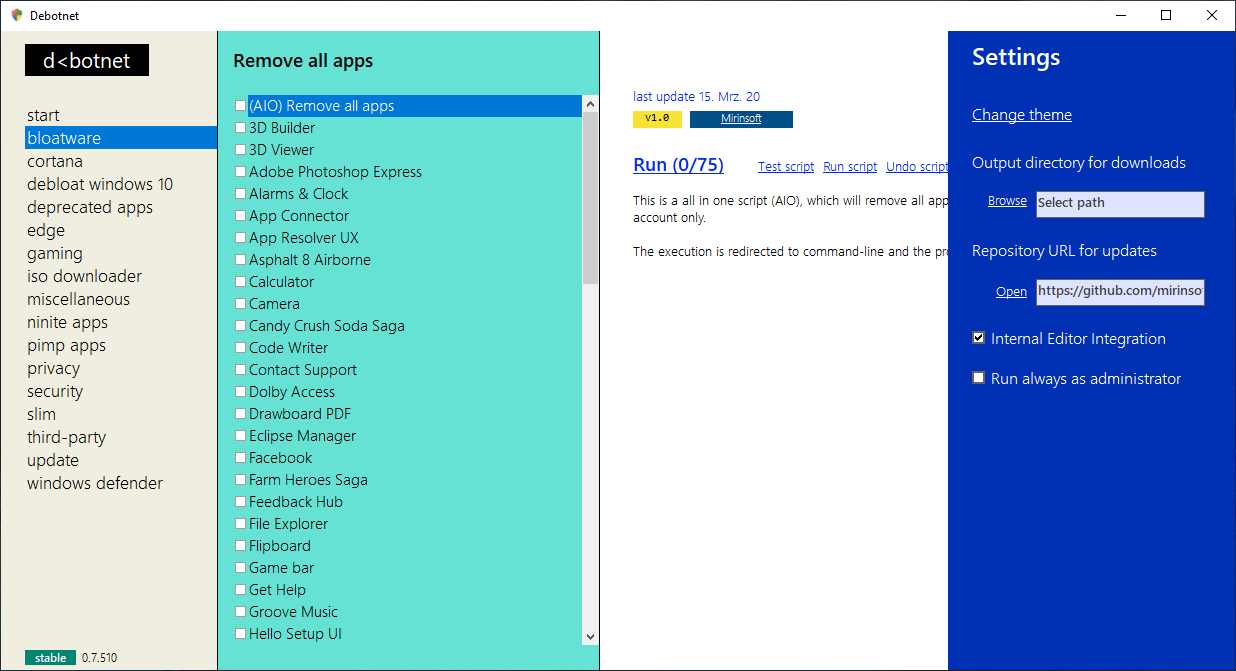 Debotnet
d<botnet
start
bloatware
cortana
debloat windows 10
deprecated apps
edge
gaming
iso downloader
miscellaneous
ninite apps
pimp apps
privacy
security
slim
third-party
update
windows defender
stable 0.7.510
Remove all apps
(AIO) Remove all apps
3D Builder
3D Viewer
Adobe Photoshop Express
Alarms & Clock
App Connector
App Resolver UX
Asphalt 8 Airborne
Calculator
Camera
Candy Crush Soda Saga
Code Writer
Contact Support
Dolby Access
Drawboard PDF
Eclipse Manager
Facebook
Farm Heroes Saga
Feedback Hub
File Explorer
Flipboard
Game bar
Get Help
Groove Music
Hello Setup UI
last update 15. Mrz. 20
v1.0 Mirinsoft
Run (0/75) Test script Run script Undo script
This is a all in one script (AIO), which will remove all app
account only.
The execution is redirected to command-line and the pro
Settings
Change theme
Output directory for downloads
Browse Select path
Repository URL for updates
Open https://github.com/mirinso
Internal Editor Integration
Run always as administrator